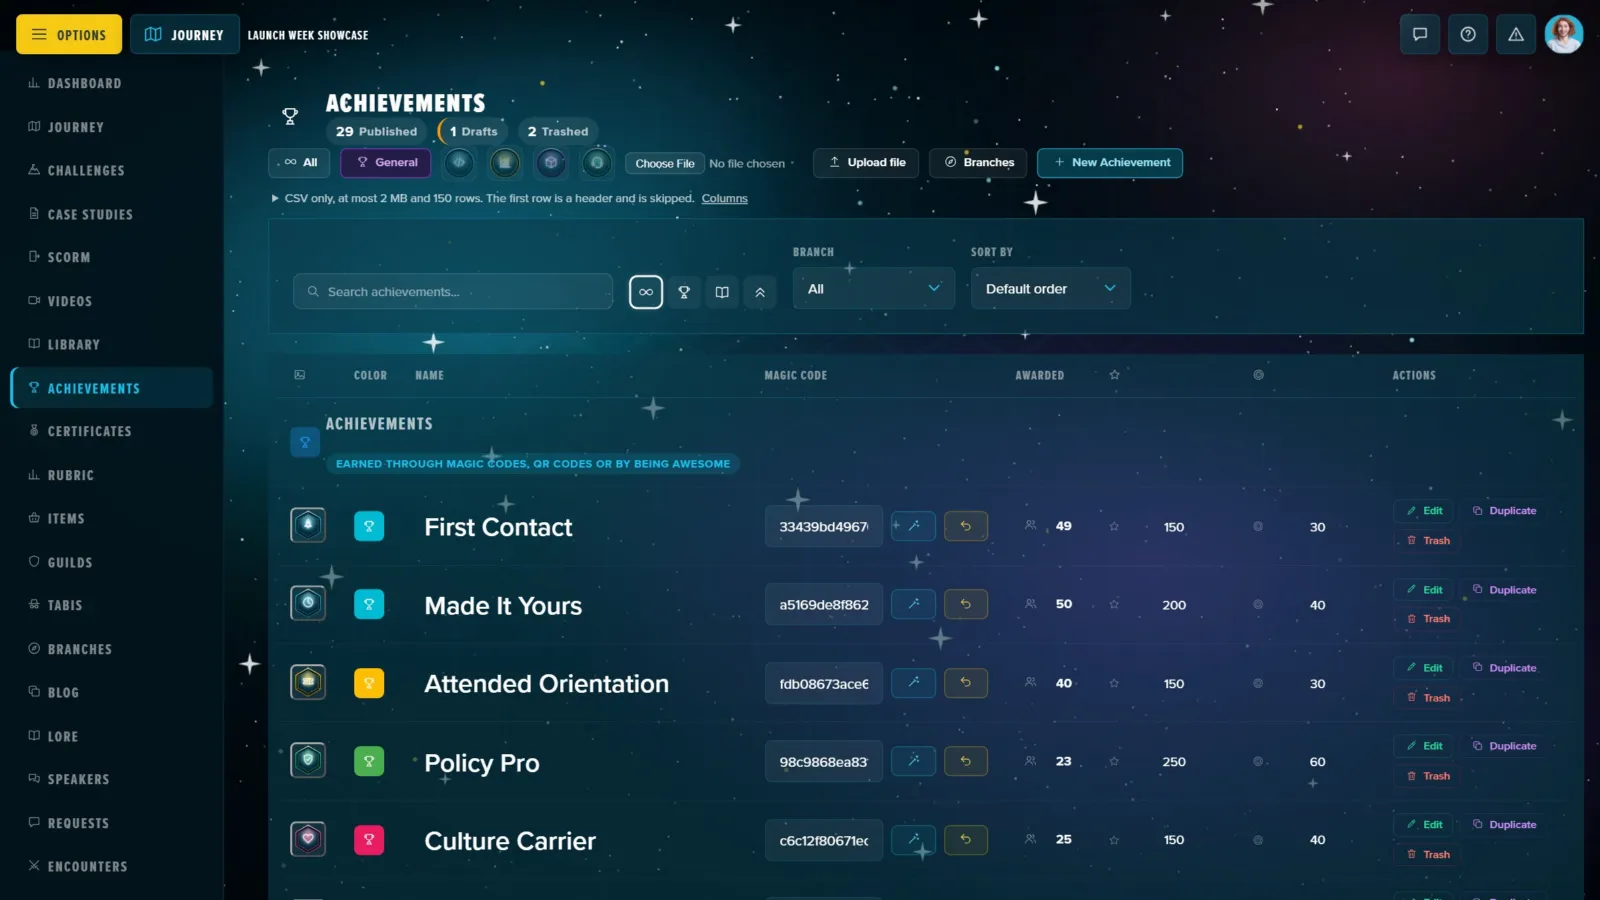 OPTIONS
JOURNEY
LAUNCH WEEK SHOWCASE
DASHBOARD
JOURNEY
CHALLENGES
CASE STUDIES
SCORM
VIDEOS
LIBRARY
ACHIEVEMENTS
CERTIFICATES
RUBRIC
ITEMS
GUILDS
TABIS
BRANCHES
BLOG
LORE
SPEAKERS
REQUESTS
ENCOUNTERS
ACHIEVEMENTS
29 Published
1 Drafts
2 Trashed
All
General
Choose File No file chosen
Upload file
Branches
New Achievement
CSV only, at most 2 MB and 150 rows. The first row is a header and is skipped. Columns
Search achievements...
BRANCH
All
SORT BY
Default order
COLOR NAME MAGIC CODE AWARDED ACTIONS
ACHIEVEMENTS
EARNED THROUGH MAGIC CODES, QR CODES OR BY BEING AWESOME
First Contact 33439bd4967 49 150 30 Edit Duplicate
Trash
Made It Yours a5169de8f862 50 200 40 Edit Duplicate
Trash
Attended Orientation fdb08673ace6 40 150 30 Edit Duplicate
Trash
Policy Pro 98c9868ea83 23 250 60 Edit Duplicate
Trash
Culture Carrier c6c12f80671ec 25 150 40 Edit Duplicate
Trash